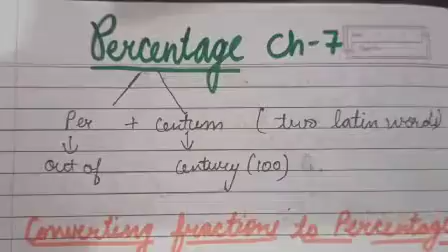 Percentage Ch-7
Per + centum (two latin words)
out of century (100)
Converting fractions to Percentage